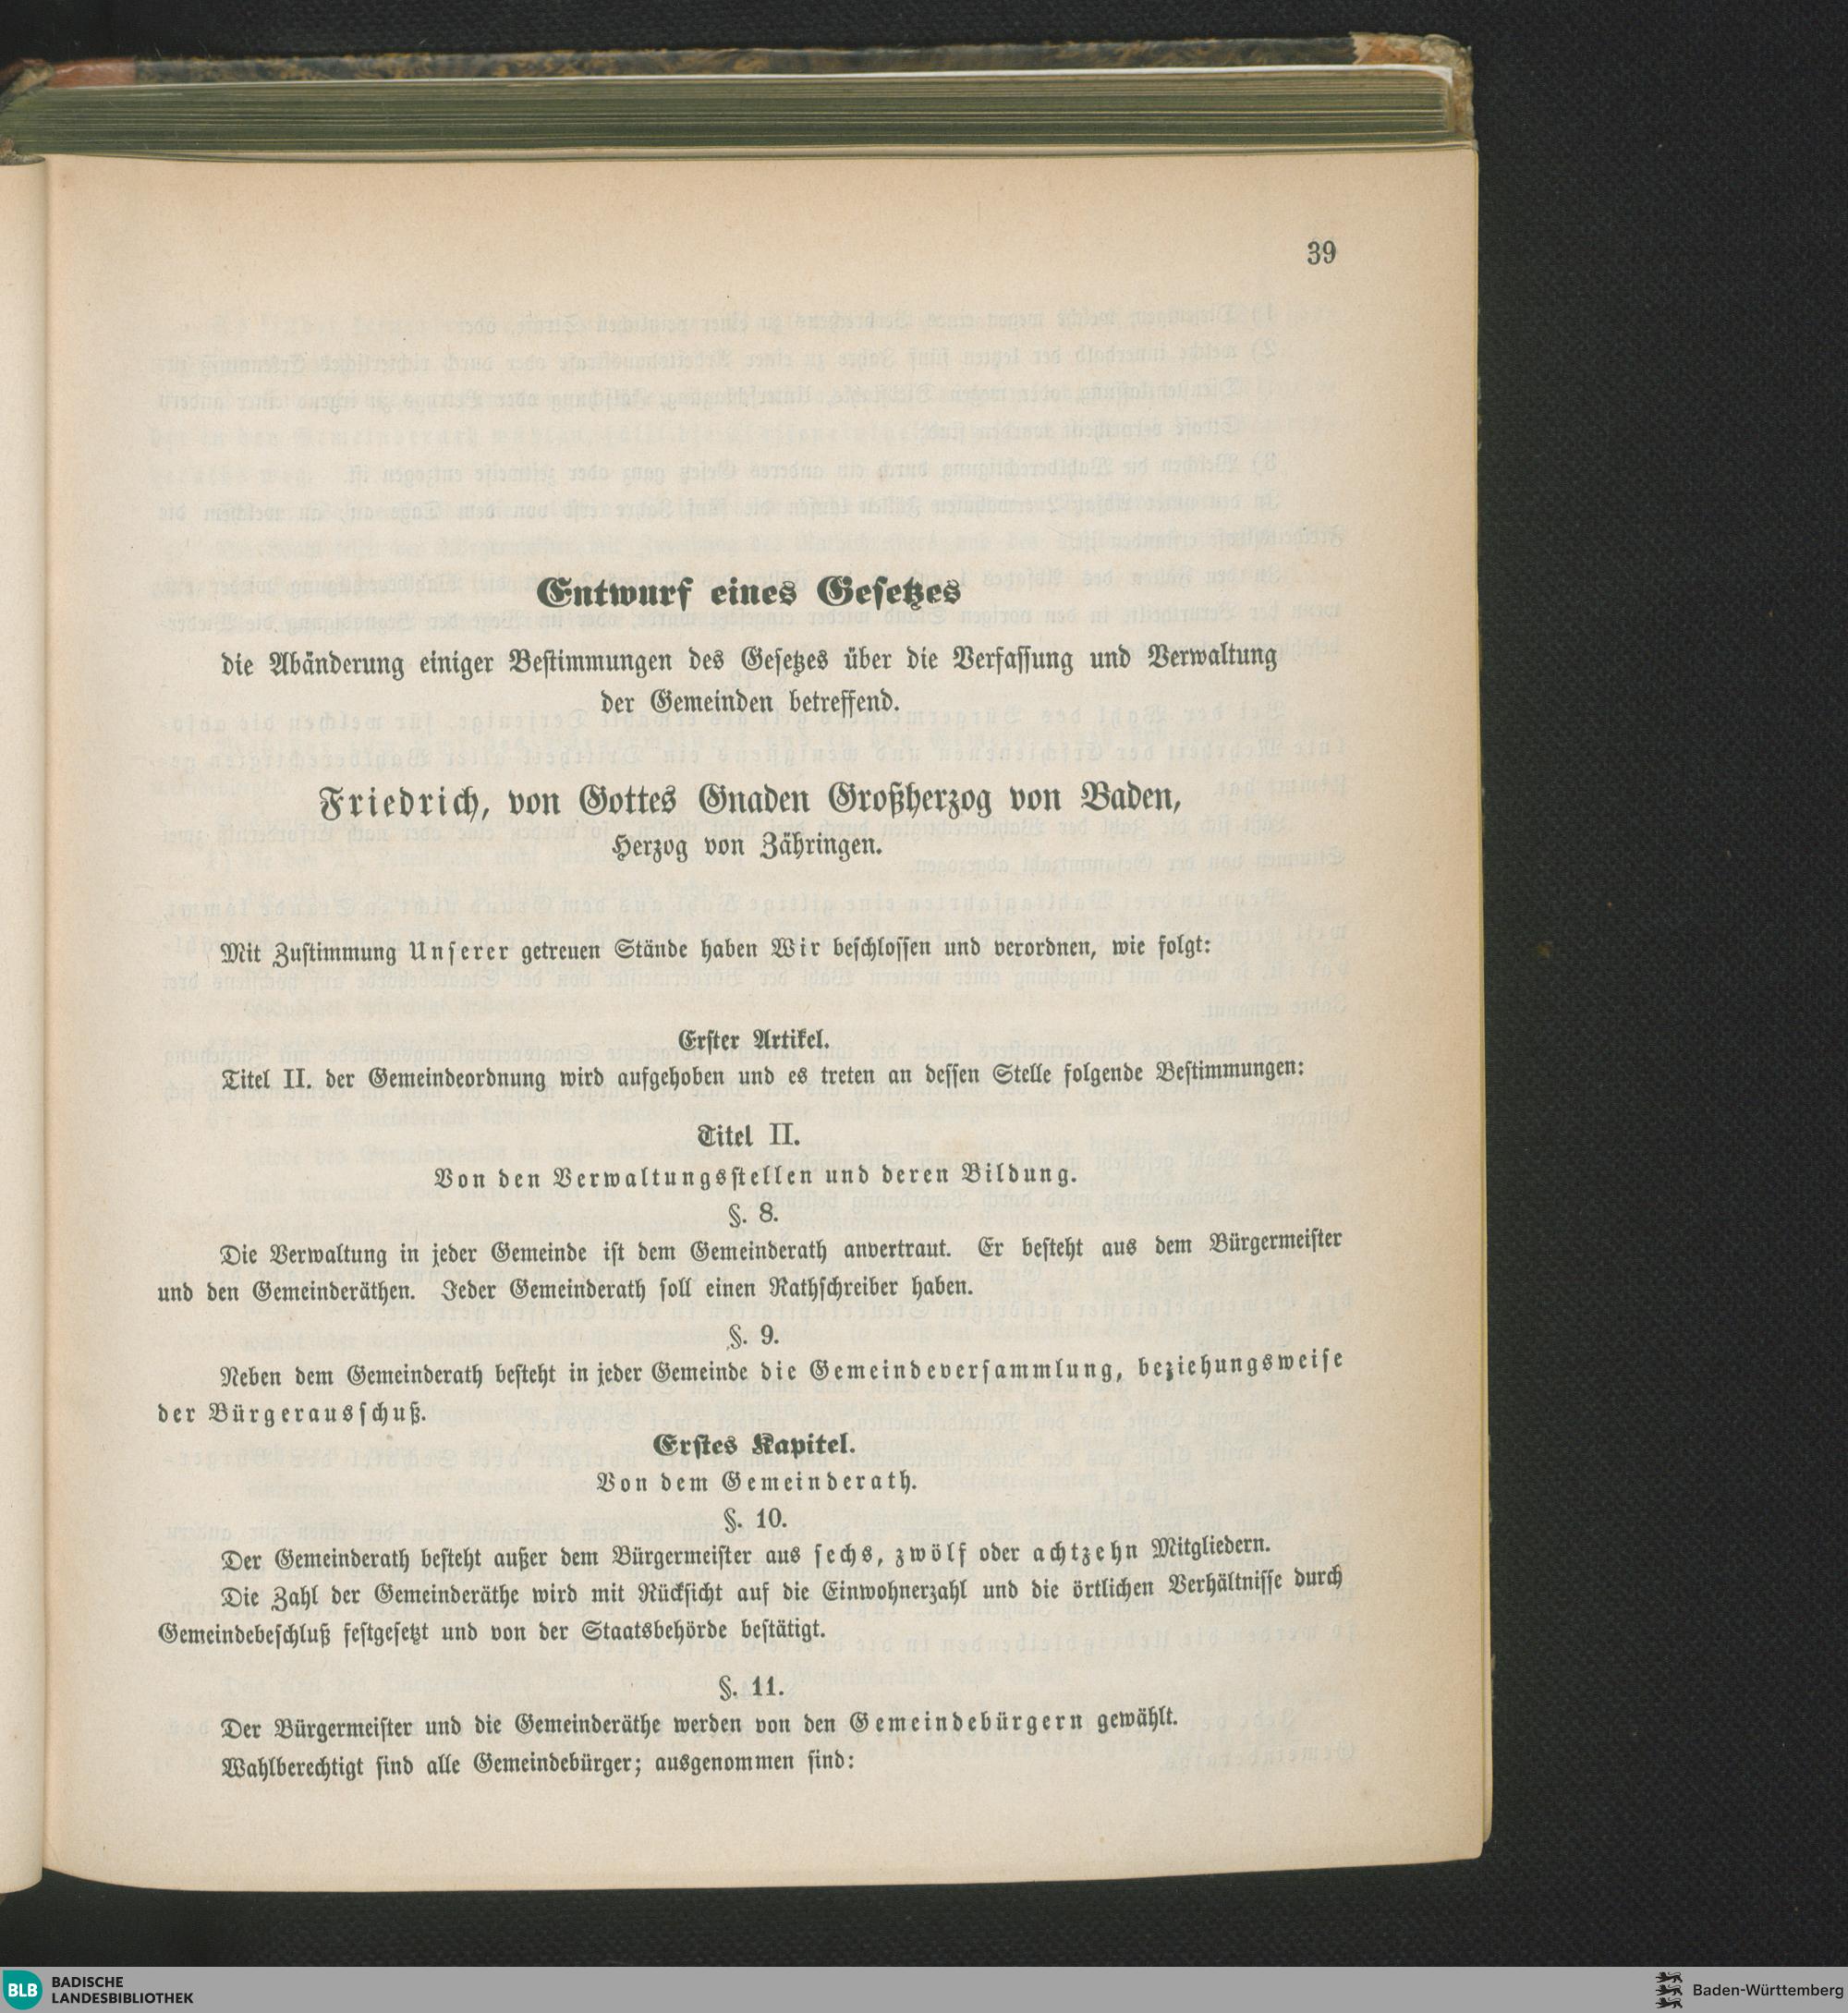 39
Entwurf eines Gesetzes
die Abänderung einiger Bestimmungen des Gesetzes über die Verfassung und Verwaltung
der Gemeinden betreffend.
Friedrich, von Gottes Gnaden Großherzog von Baden,
Herzog von Zähringen.
Mit Zustimmung Unserer getreuen Stände haben Wir beschlossen und verordnen, wie folgt:
Erster Artikel.
Titel II. der Gemeindeordnung wird aufgehoben und es treten an dessen Stelle folgende Bestimmungen:
Titel II.
Von den Verwaltungsstellen und deren Bildung.
§. 8.
Die Verwaltung in jeder Gemeinde ist dem Gemeinderath anvertraut. Er besteht aus dem Bürgermeister
und den Gemeinderäthen. Jeder Gemeinderath soll einen Rathschreiber haben.
§. 9.
Neben dem Gemeinderath besteht in jeder Gemeinde die Gemeindeversammlung, beziehungsweise
der Bürgerausschuß.
Erstes Kapitel.
Von dem Gemeinderath.
§. 10.
Der Gemeinderath besteht außer dem Bürgermeister aus sechs, zwölf oder achtzehn Mitgliedern.
Die Zahl der Gemeinderäthe wird mit Rücksicht auf die Einwohnerzahl und die örtlichen Verhältnisse durch
Gemeindebeschluß festgesetzt und von der Staatsbehörde bestätigt.
§. 11.
Der Bürgermeister und die Gemeinderäthe werden von den Gemeindebürgern gewählt.
Wahlberechtigt sind alle Gemeindebürger; ausgenommen sind:
BLB BADISCHE
LANDESBIBLIOTHEK
Baden-Württemberg